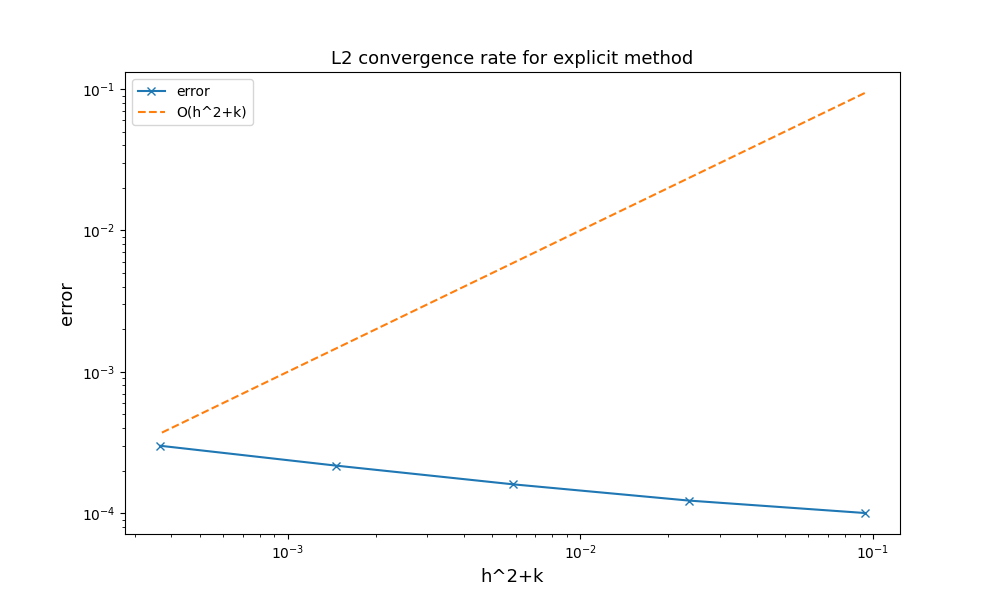 L2 convergence rate for explicit method
error
O(h^2+k)
10^-1
10^-2
10^-3
10^-4
error
10^-3
10^-2
10^-1
h^2+k